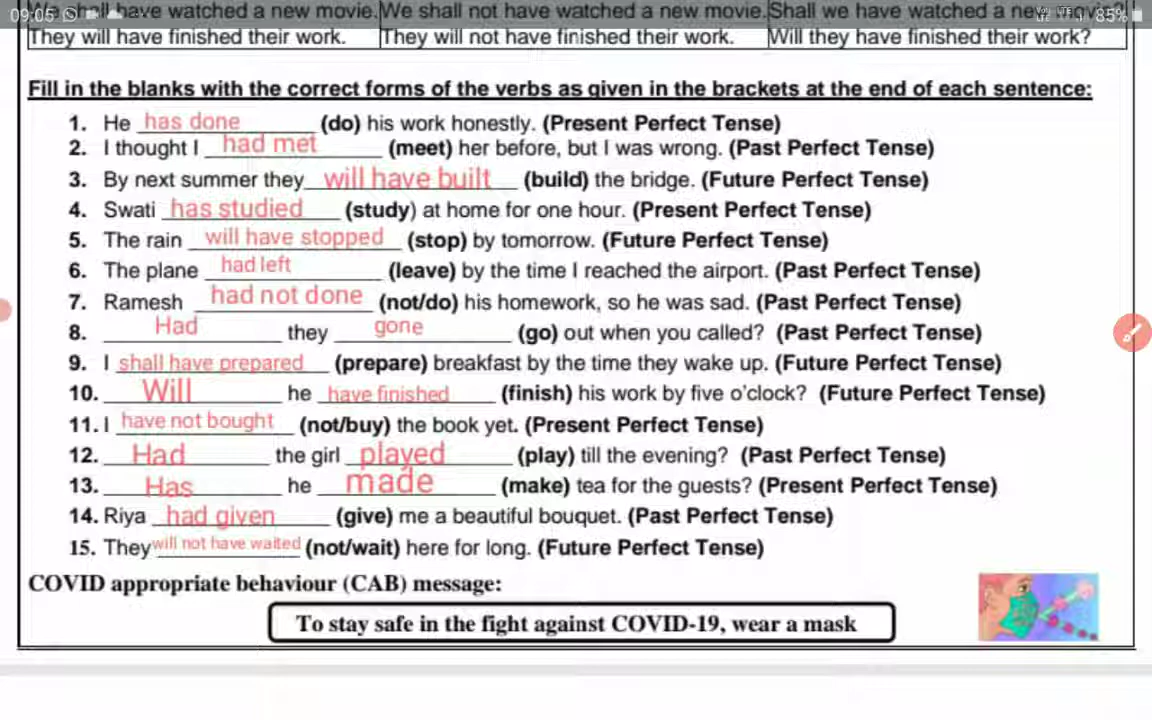 09:05 85%
We shall have watched a new movie. We shall not have watched a new movie. Shall we have watched a new movie?
They will have finished their work. They will not have finished their work. Will they have finished their work?
Fill in the blanks with the correct forms of the verbs as given in the brackets at the end of each sentence:
1. He has done (do) his work honestly. (Present Perfect Tense)
2. I thought I had met (meet) her before, but I was wrong. (Past Perfect Tense)
3. By next summer they will have built (build) the bridge. (Future Perfect Tense)
4. Swati has studied (study) at home for one hour. (Present Perfect Tense)
5. The rain will have stopped (stop) by tomorrow. (Future Perfect Tense)
6. The plane had left (leave) by the time I reached the airport. (Past Perfect Tense)
7. Ramesh had not done (not/do) his homework, so he was sad. (Past Perfect Tense)
8. Had they gone (go) out when you called? (Past Perfect Tense)
9. I shall have prepared (prepare) breakfast by the time they wake up. (Future Perfect Tense)
10. Will he have finished (finish) his work by five o'clock? (Future Perfect Tense)
11. I have not bought (not/buy) the book yet. (Present Perfect Tense)
12. Had the girl played (play) till the evening? (Past Perfect Tense)
13. Has he made (make) tea for the guests? (Present Perfect Tense)
14. Riya had given (give) me a beautiful bouquet. (Past Perfect Tense)
15. They will not have waited (not/wait) here for long. (Future Perfect Tense)
COVID appropriate behaviour (CAB) message:
To stay safe in the fight against COVID-19, wear a mask